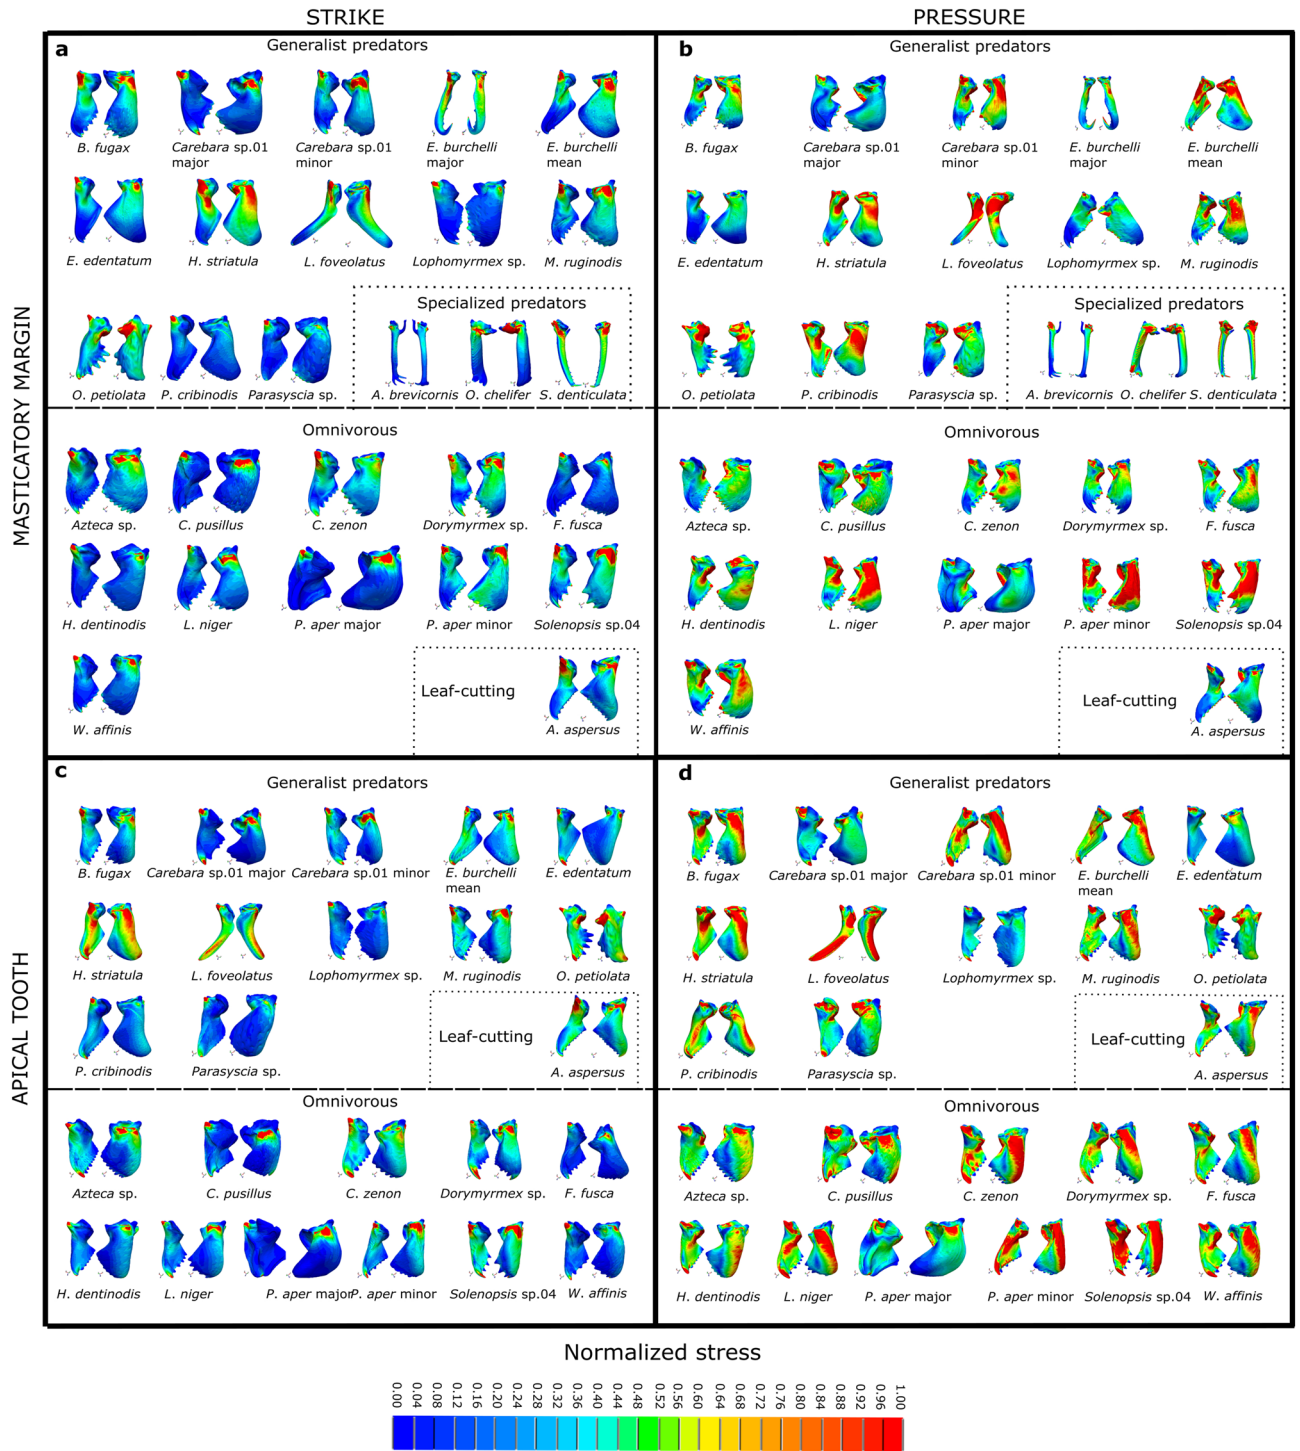 STRIKE
PRESSURE
MASTICATORY MARGIN
APICAL TOOTH
a
Generalist predators
B. fugax
Carebara sp.01
major
Carebara sp.01
minor
E. burchelli
major
E. burchelli
mean
E. edentatum
H. striatula
L. foveolatus
Lophomyrmex sp.
M. ruginodis
Specialized predators
O. petiolata
P. cribinodis
Parasyscia sp.
A. brevicornis
O. chelifer
S. denticulata
Omnivorous
Azteca sp.
C. pusillus
C. zenon
Dorymyrmex sp.
F. fusca
H. dentinodis
L. niger
P. aper major
P. aper minor
Solenopsis sp.04
W. affinis
Leaf-cutting
A. aspersus
b
Generalist predators
B. fugax
Carebara sp.01
major
Carebara sp.01
minor
E. burchelli
major
E. burchelli
mean
E. edentatum
H. striatula
L. foveolatus
Lophomyrmex sp.
M. ruginodis
Specialized predators
O. petiolata
P. cribinodis
Parasyscia sp.
A. brevicornis
O. chelifer
S. denticulata
Omnivorous
Azteca sp.
C. pusillus
C. zenon
Dorymyrmex sp.
F. fusca
H. dentinodis
L. niger
P. aper major
P. aper minor
Solenopsis sp.04
W. affinis
Leaf-cutting
A. aspersus
c
Generalist predators
B. fugax
Carebara sp.01 major
Carebara sp.01 minor
E. burchelli
mean
E. edentatum
H. striatula
L. foveolatus
Lophomyrmex sp.
M. ruginodis
O. petiolata
P. cribinodis
Parasyscia sp.
Leaf-cutting
A. aspersus
Omnivorous
Azteca sp.
C. pusillus
C. zenon
Dorymyrmex sp.
F. fusca
H. dentinodis
L. niger
P. aper major
P. aper minor
Solenopsis sp.04
W. affinis
d
Generalist predators
B. fugax
Carebara sp.01 major
Carebara sp.01 minor
E. burchelli
mean
E. edentatum
H. striatula
L. foveolatus
Lophomyrmex sp.
M. ruginodis
O. petiolata
P. cribinodis
Parasyscia sp.
Leaf-cutting
A. aspersus
Omnivorous
Azteca sp.
C. pusillus
C. zenon
Dorymyrmex sp.
F. fusca
H. dentinodis
L. niger
P. aper major
P. aper minor
Solenopsis sp.04
W. affinis
Normalized stress
0.00 0.04 0.08 0.12 0.16 0.20 0.24 0.28 0.32 0.36 0.40 0.44 0.48 0.52 0.56 0.60 0.64 0.68 0.72 0.76 0.80 0.84 0.88 0.92 0.96 1.00